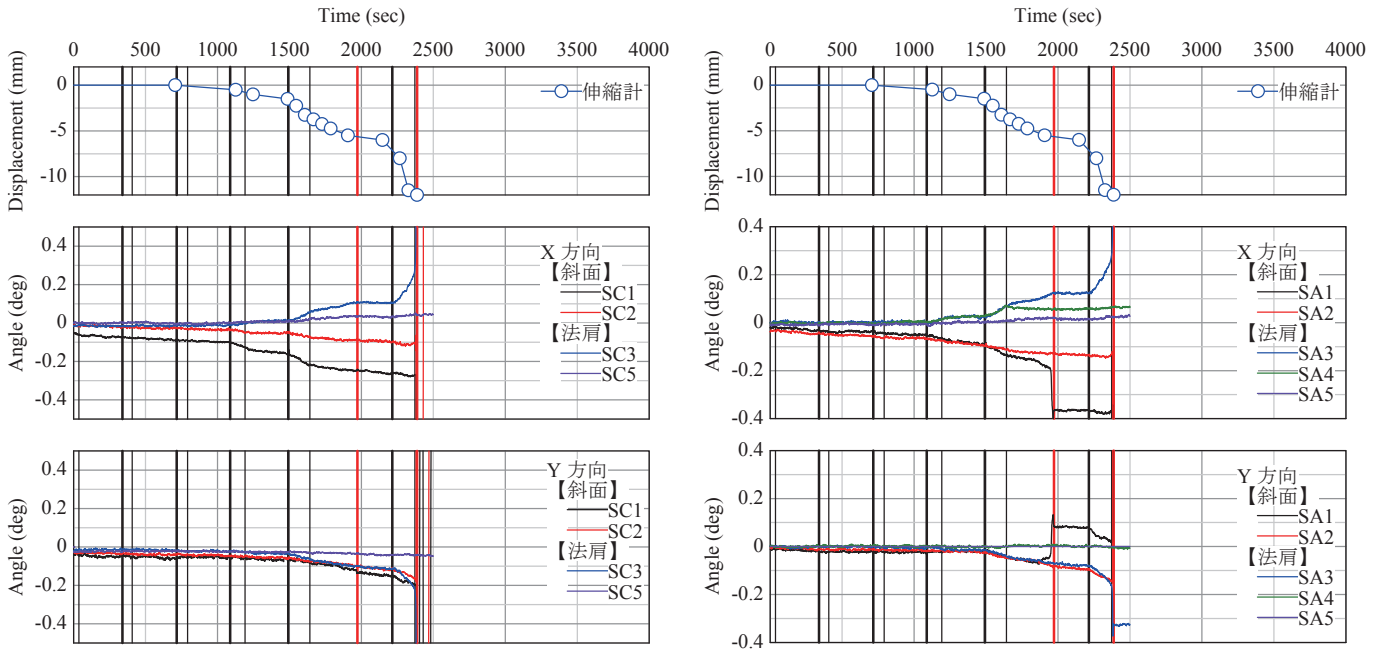 Time (sec)
0 500 1000 1500 2000 2500 3000 3500 4000
Displacement (mm)
0
-5
-10
伸縮計
Angle (deg)
0.4
0.2
0
-0.2
-0.4
X 方向
【斜面】
SC1
SC2
【法肩】
SC3
SC5
Angle (deg)
0.4
0.2
0
-0.2
-0.4
Y 方向
【斜面】
SC1
SC2
【法肩】
SC3
SC5
Time (sec)
0 500 1000 1500 2000 2500 3000 3500 4000
Displacement (mm)
0
-5
-10
伸縮計
Angle (deg)
0.4
0.2
0
-0.2
-0.4
X 方向
【斜面】
SA1
SA2
【法肩】
SA3
SA4
SA5
Angle (deg)
0.4
0.2
0
-0.2
-0.4
Y 方向
【斜面】
SA1
SA2
【法肩】
SA3
SA4
SA5